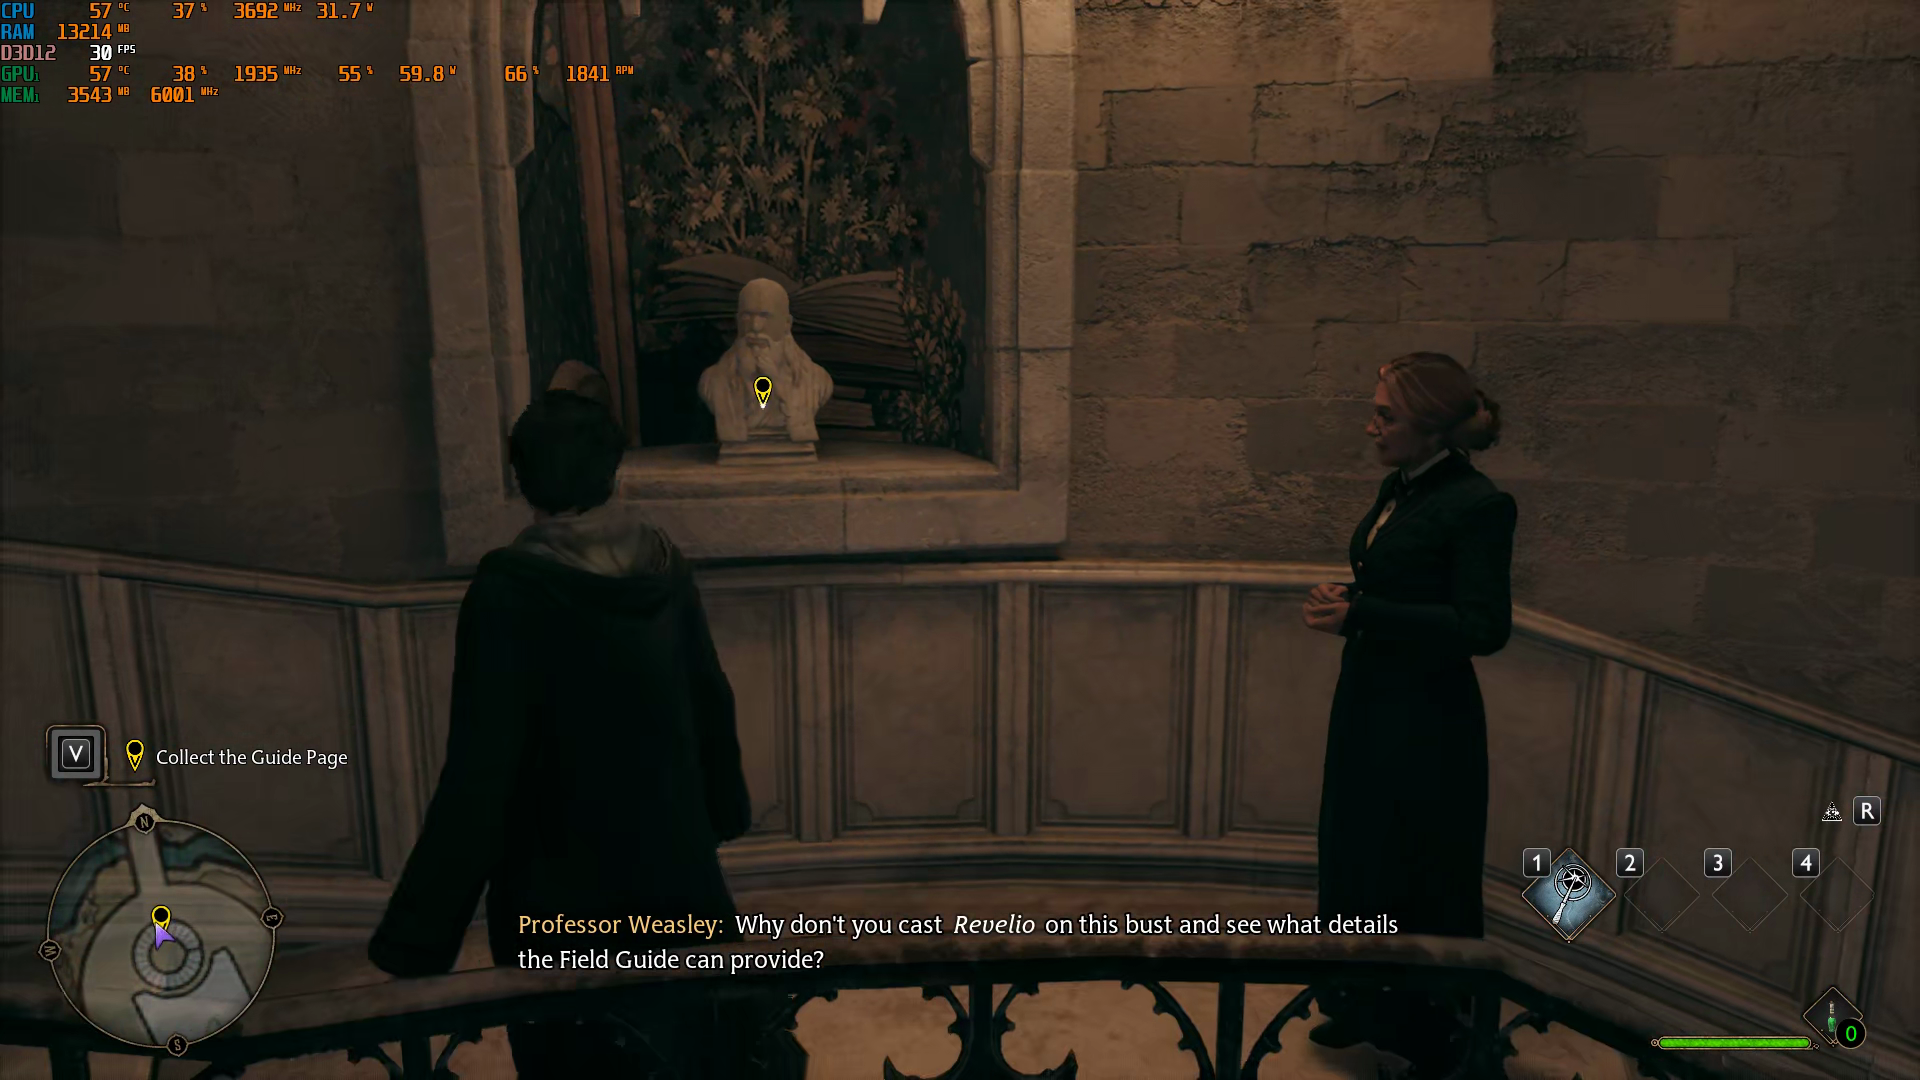 CPU 57 °C 37 % 3692 MHz 31.7 W
RAM 13214 MB
D3D12 30 FPS
GPU1 57 °C 38 % 1935 MHz 55 % 59.8 W 66 % 1841 RPM
MEM1 3543 MB 6001 MHz
V Collect the Guide Page
N
E
W
S
R
1 2 3 4
Professor Weasley: Why don't you cast Revelio on this bust and see what details
the Field Guide can provide?
0